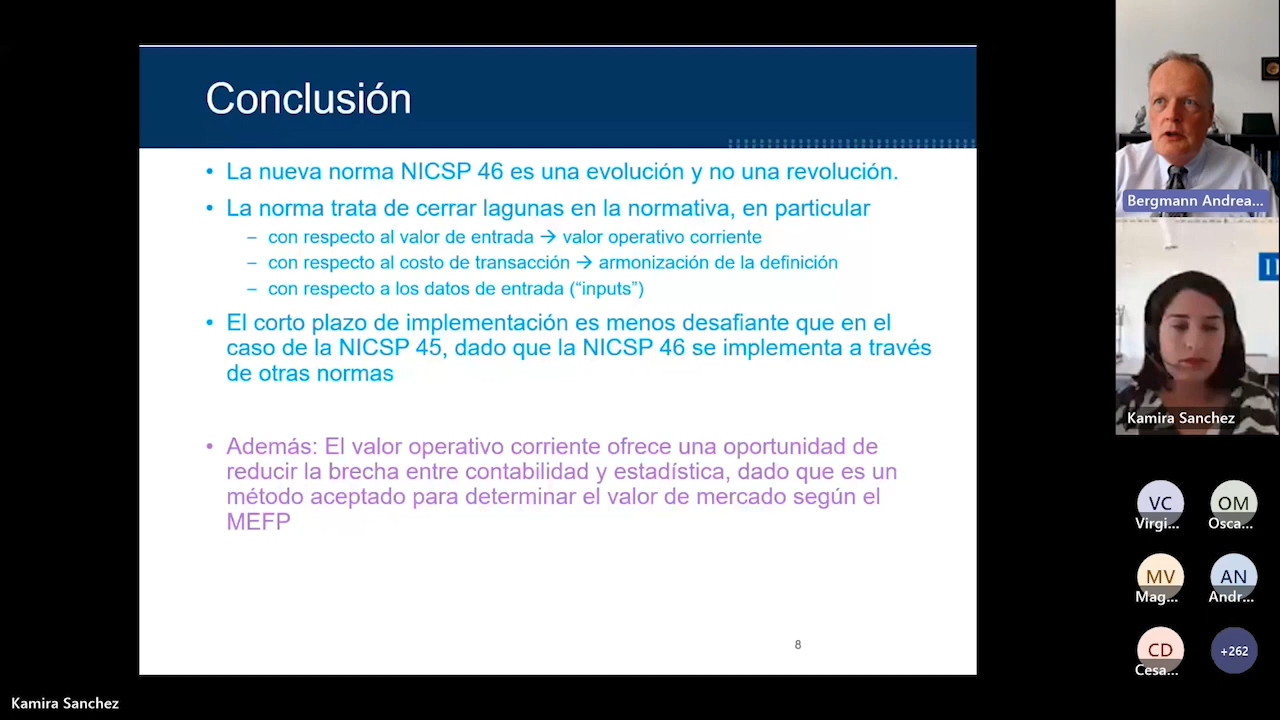 Conclusión
• La nueva norma NICSP 46 es una evolución y no una revolución.
• La norma trata de cerrar lagunas en la normativa, en particular
– con respecto al valor de entrada → valor operativo corriente
– con respecto al costo de transacción → armonización de la definición
– con respecto a los datos de entrada (“inputs”)
• El corto plazo de implementación es menos desafiante que en el
caso de la NICSP 45, dado que la NICSP 46 se implementa a través
de otras normas
• Además: El valor operativo corriente ofrece una oportunidad de
reducir la brecha entre contabilidad y estadística, dado que es un
método aceptado para determinar el valor de mercado según el
MEFP
8
Bergmann Andrea...
Kamira Sanchez
VC
Virgi...
OM
Osca...
MV
Mag...
AN
Andr...
CD
Cesa...
+262
Kamira Sanchez